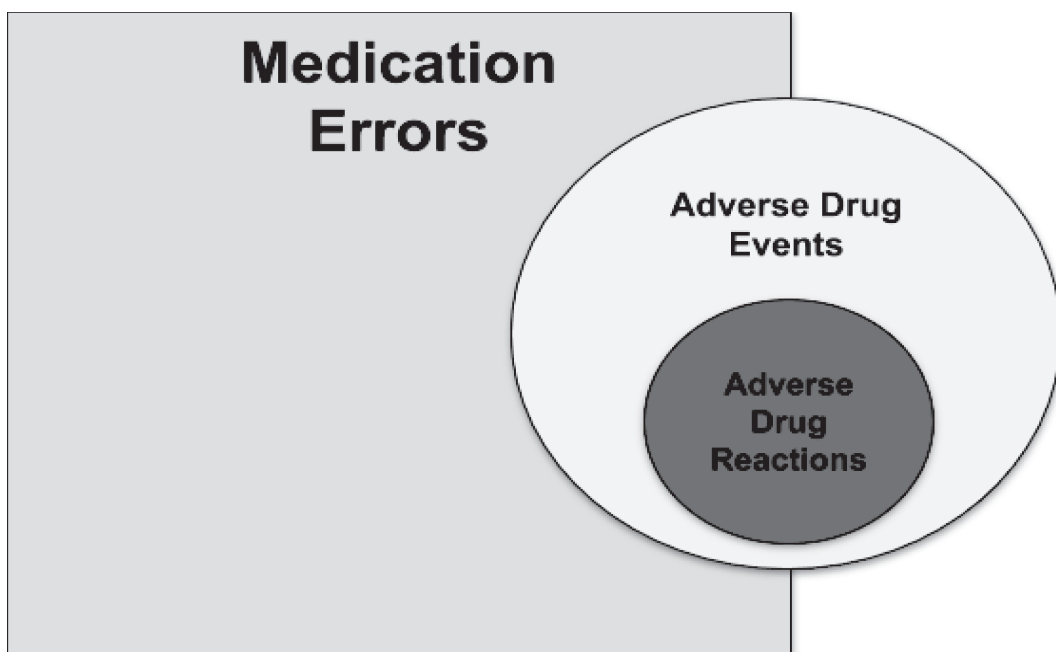 Medication
Errors
Adverse Drug
Events
Adverse
Drug
Reactions